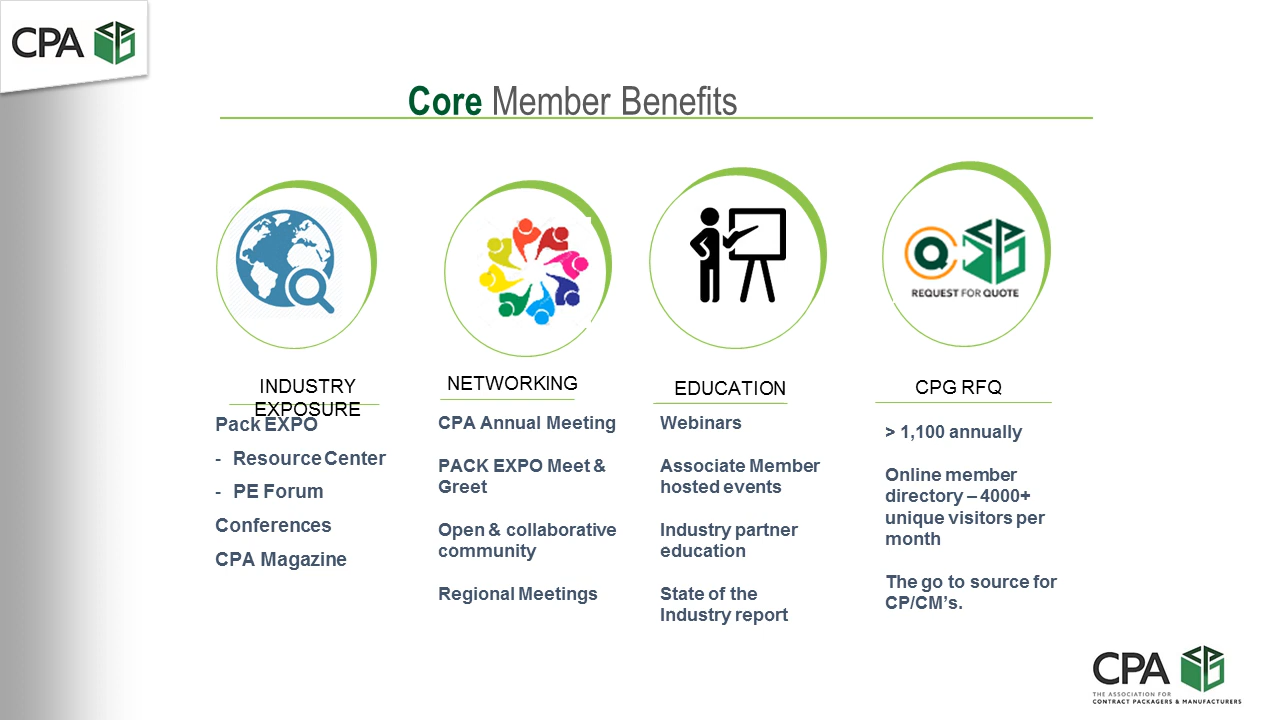 CPA
Core Member Benefits
REQUEST FOR QUOTE
INDUSTRY
EXPOSURE
Pack EXPO
- Resource Center
- PE Forum
Conferences
CPA Magazine
NETWORKING
CPA Annual Meeting
PACK EXPO Meet &
Greet
Open & collaborative
community
Regional Meetings
EDUCATION
Webinars
Associate Member
hosted events
Industry partner
education
State of the
Industry report
CPG RFQ
> 1,100 annually
Online member
directory – 4000+
unique visitors per
month
The go to source for
CP/CM’s.
CPA
THE ASSOCIATION FOR
CONTRACT PACKAGERS & MANUFACTURERS